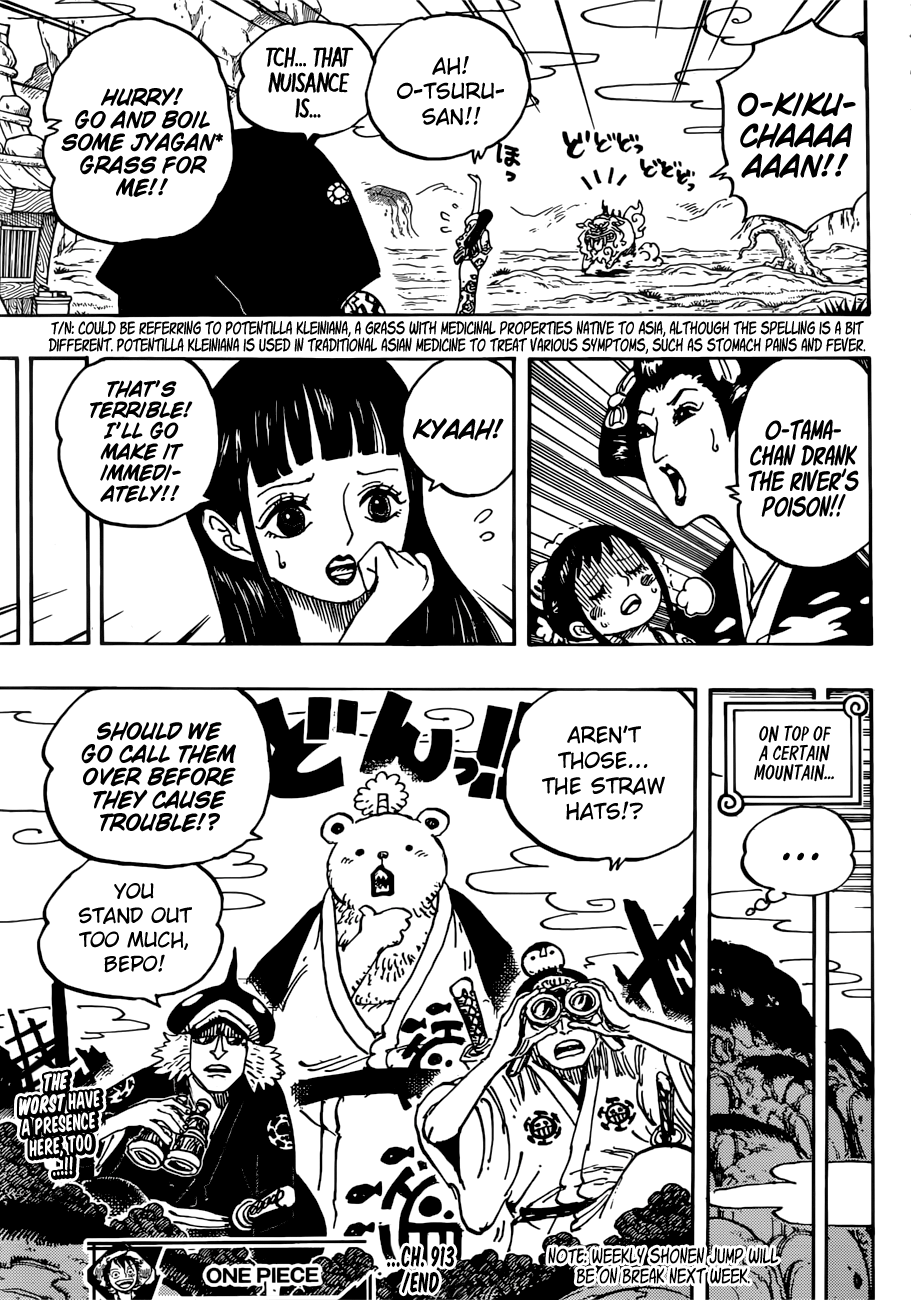 O-KIKU-
CHAAAA
AAAN!!
どどどっ
どどどっ
ほっ
AH!
O-TSURU-
SAN!!
TCH... THAT
NUISANCE
IS...
HURRY!
GO AND BOIL
SOME JYAGAN*
GRASS FOR
ME!!
T/N: COULD BE REFERRING TO POTENTILLA KLEINIANA, A GRASS WITH MEDICINAL PROPERTIES NATIVE TO ASIA, ALTHOUGH THE SPELLING IS A BIT
DIFFERENT. POTENTILLA KLEINIANA IS USED IN TRADITIONAL ASIAN MEDICINE TO TREAT VARIOUS SYMPTOMS, SUCH AS STOMACH PAINS AND FEVER.
O-TAMA-
CHAN DRANK
THE RIVER'S
POISON!!
KYAAH!
THAT'S
TERRIBLE!
I'LL GO
MAKE IT
IMMEDI-
ATELY!!
ON TOP OF
A CERTAIN
MOUNTAIN...
...
AREN'T
THOSE...
THE STRAW
HATS!?
どんっ!!
SHOULD WE
GO CALL THEM
OVER BEFORE
THEY CAUSE
TROUBLE!?
YOU
STAND OUT
TOO MUCH,
BEPO!
THE
WORST HAVE
A PRESENCE
HERE, TOO
...!!!
ONE PIECE
...CH. 913
/END
NOTE: WEEKLY SHONEN JUMP WILL
BE ON BREAK NEXT WEEK.